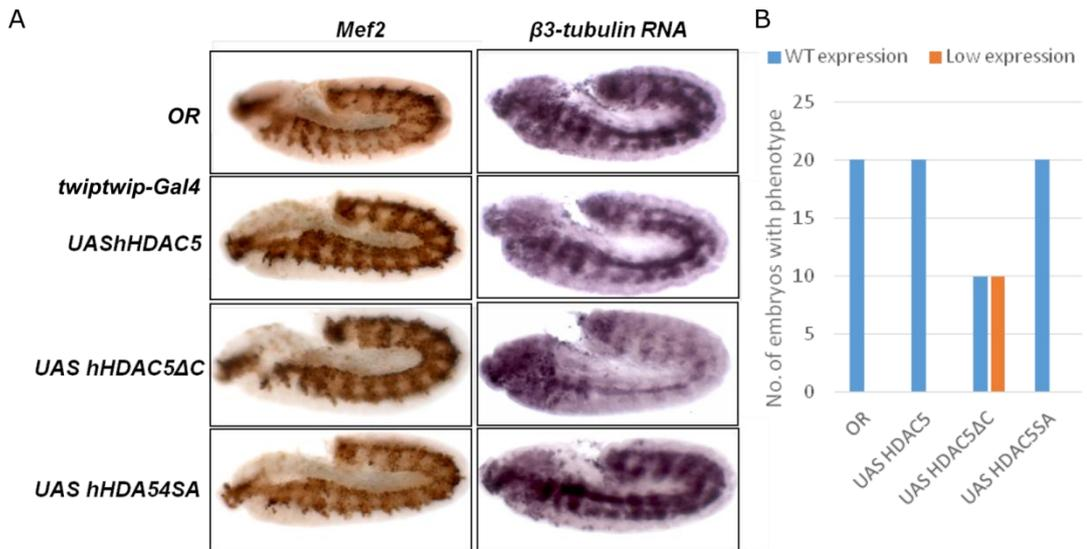 A
Mef2
β3-tubulin RNA
OR
twiptwip-Gal4
UAShHDAC5
UAS hHDAC5ΔC
UAS hHDA54SA
B
WT expression
Low expression
No. of embryos with phenotype
25
20
15
10
5
0
OR
UAS HDAC5
UAS HDAC5ΔC
UAS HDAC5SA